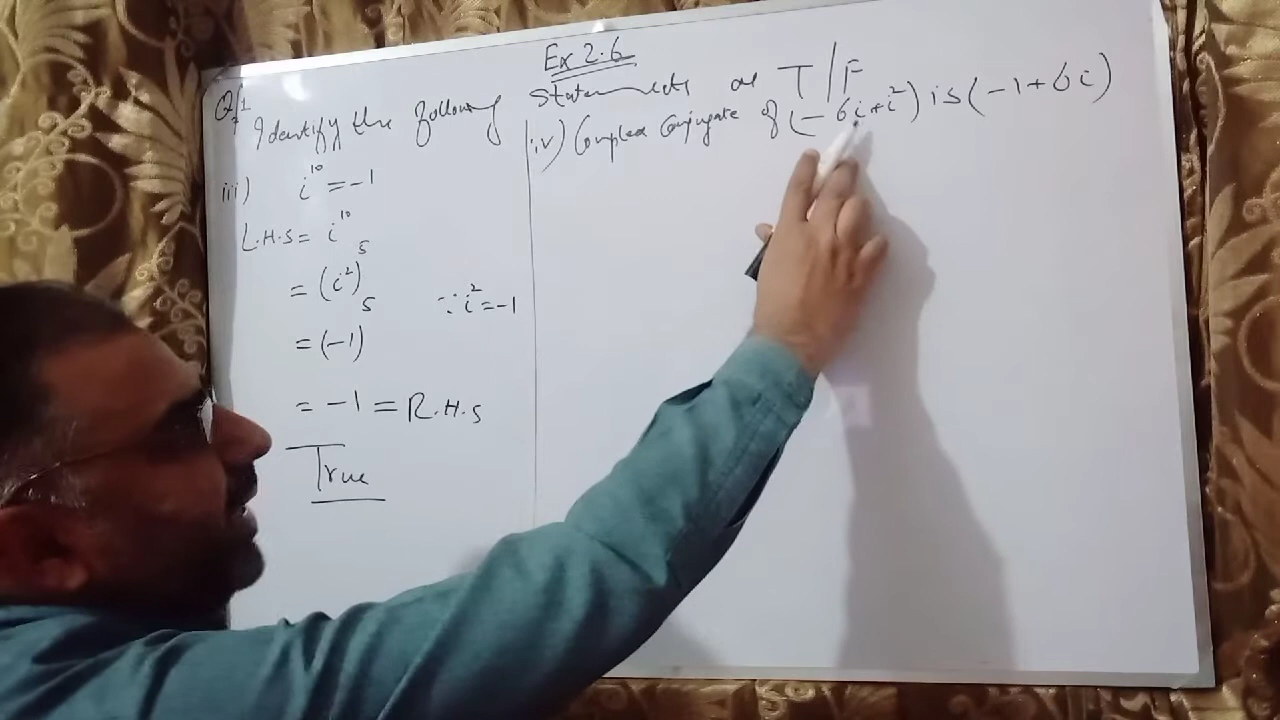 Ex 2.6
Q#1 Identify the following statements as T/F
iii) i¹⁰ = -1
L.H.S = i¹⁰
= (i²)⁵
= (-1)⁵ ∵ i² = -1
= -1 = R.H.S
True
iv) Complex Conjugate of (- 6i + i²) is (-1 + 6i)